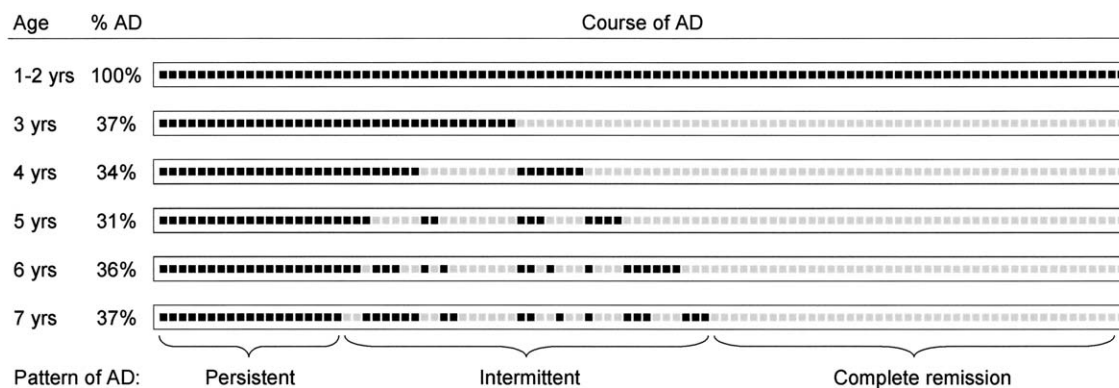 Age % AD Course of AD
1-2 yrs 100%
3 yrs 37%
4 yrs 34%
5 yrs 31%
6 yrs 36%
7 yrs 37%
Pattern of AD: Persistent Intermittent Complete remission